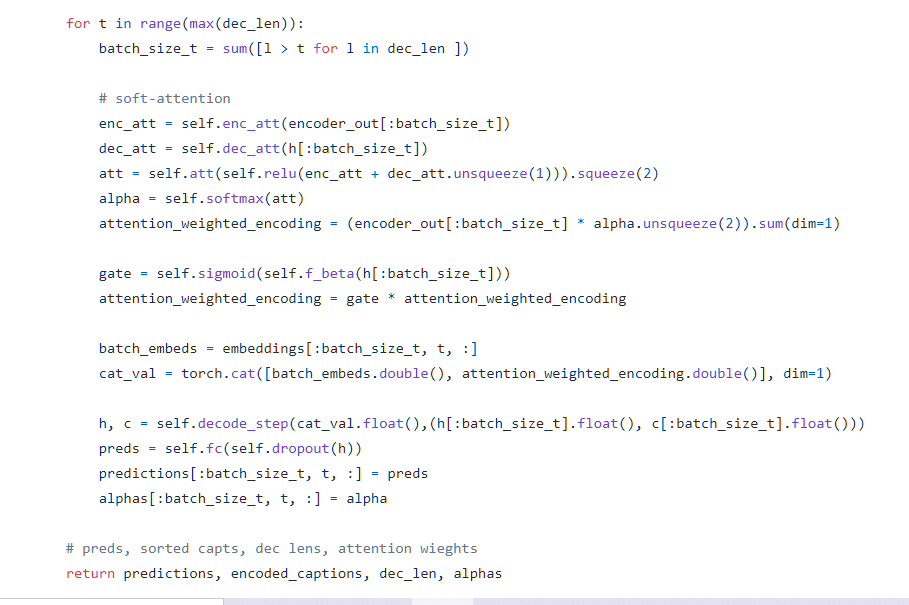 for t in range(max(dec_len)):
batch_size_t = sum([l > t for l in dec_len ])
# soft-attention
enc_att = self.enc_att(encoder_out[:batch_size_t])
dec_att = self.dec_att(h[:batch_size_t])
att = self.att(self.relu(enc_att + dec_att.unsqueeze(1))).squeeze(2)
alpha = self.softmax(att)
attention_weighted_encoding = (encoder_out[:batch_size_t] * alpha.unsqueeze(2)).sum(dim=1)
gate = self.sigmoid(self.f_beta(h[:batch_size_t]))
attention_weighted_encoding = gate * attention_weighted_encoding
batch_embeds = embeddings[:batch_size_t, t, :]
cat_val = torch.cat([batch_embeds.double(), attention_weighted_encoding.double()], dim=1)
h, c = self.decode_step(cat_val.float(),(h[:batch_size_t].float(), c[:batch_size_t].float()))
preds = self.fc(self.dropout(h))
predictions[:batch_size_t, t, :] = preds
alphas[:batch_size_t, t, :] = alpha
# preds, sorted capts, dec lens, attention wieghts
return predictions, encoded_captions, dec_len, alphas